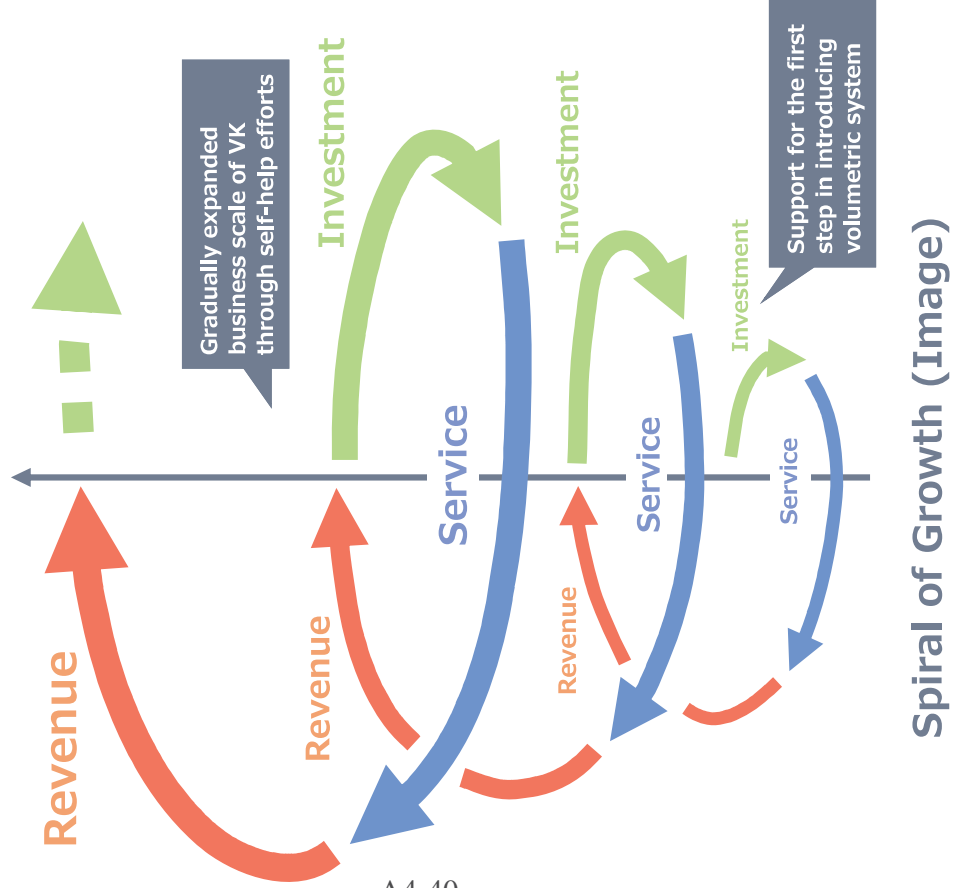 Revenue
Gradually expanded
business scale of VK
through self-help efforts
Investment
Revenue
Service
Investment
Revenue
Service
Investment
Service
Support for the first
step in introducing
volumetric system
Spiral of Growth (Image)